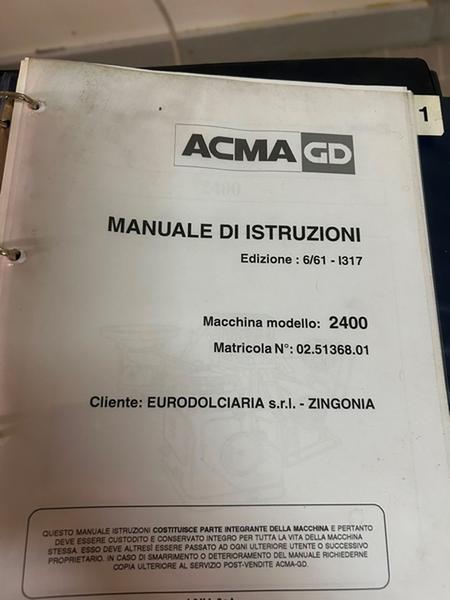 1
ACMA GD
MANUALE DI ISTRUZIONI
Edizione : 6/61 - I317
Macchina modello: 2400
Matricola N°: 02.51368.01
Cliente: EURODOLCIARIA s.r.l. - ZINGONIA
QUESTO MANUALE ISTRUZIONI COSTITUISCE PARTE INTEGRANTE DELLA MACCHINA E PERTANTO
DEVE ESSERE CUSTODITO E CONSERVATO INTEGRO PER TUTTA LA VITA DELLA MACCHINA
STESSA. ESSO DEVE ALTRESÌ ESSERE PASSATO AD OGNI ULTERIORE UTENTE O SUCCESSIVO
PROPRIETARIO. IN CASO DI SMARRIMENTO O DETERIORAMENTO DEL MANUALE RICHIEDERNE
COPIA ULTERIORE AL SERVIZIO POST-VENDITE ACMA-GD.